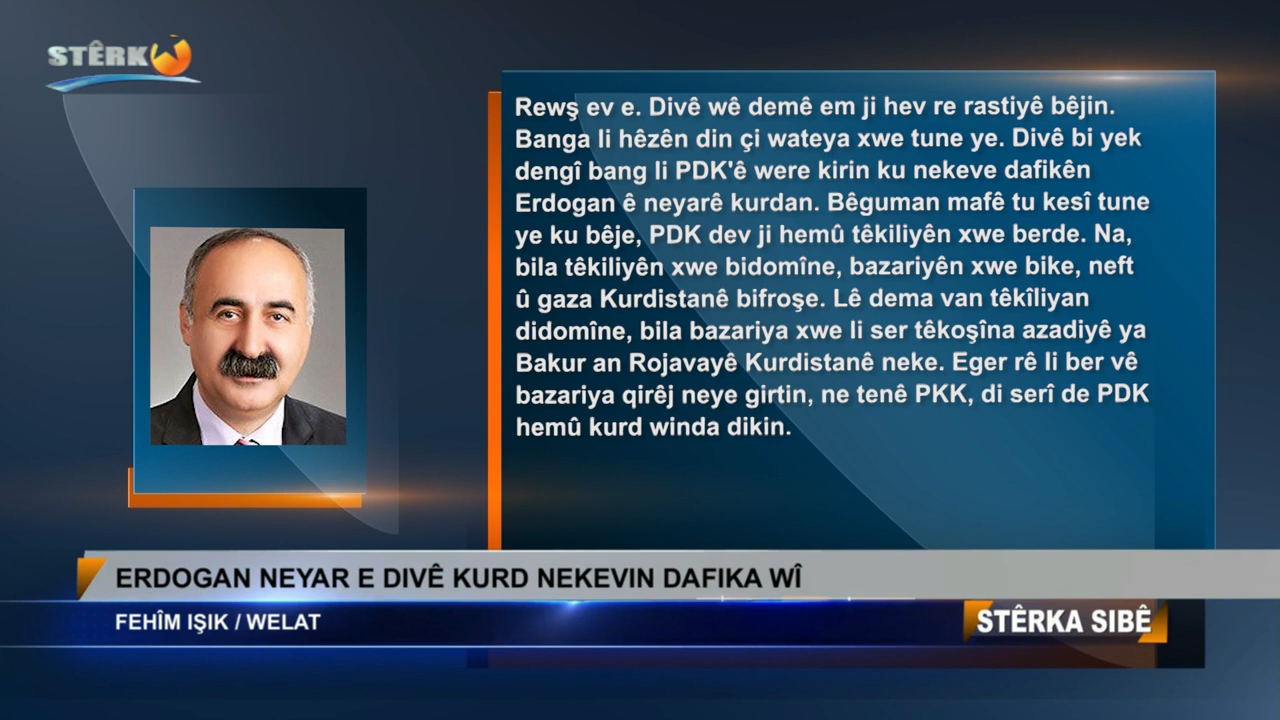 STÊRK
Rewş ev e. Divê wê demê em ji hev re rastiyê bêjin.
Banga li hêzên din çi wateya xwe tune ye. Divê bi yek
dengî bang li PDK'ê were kirin ku nekeve dafikên
Erdogan ê neyarê kurdan. Bêguman mafê tu kesî tune
ye ku bêje, PDK dev ji hemû têkiliyên xwe berde. Na,
bila têkiliyên xwe bidomîne, bazariyên xwe bike, neft
û gaza Kurdistanê bifroşe. Lê dema van têkîliyan
didomîne, bila bazariya xwe li ser têkoşîna azadiyê ya
Bakur an Rojavayê Kurdistanê neke. Eger rê li ber vê
bazariya qirêj neye girtin, ne tenê PKK, di serî de PDK
hemû kurd winda dikin.
ERDOGAN NEYAR E DIVÊ KURD NEKEVIN DAFIKA WÎ
FEHÎM IŞIK / WELAT
STÊRKA SIBÊ